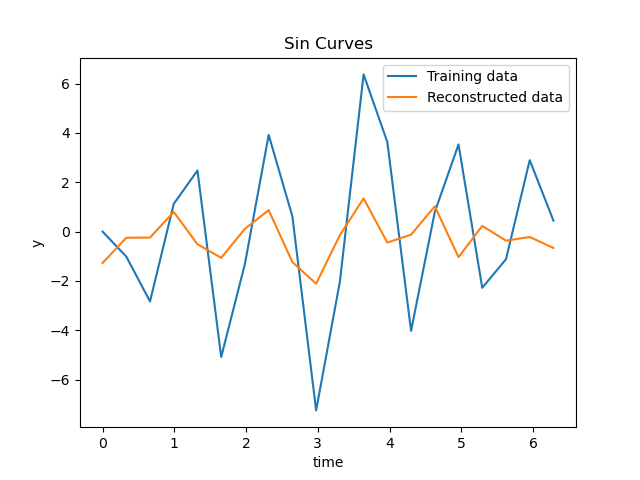 Sin Curves
Training data
Reconstructed data
6
4
2
0
−2
−4
−6
y
0 1 2 3 4 5 6
time